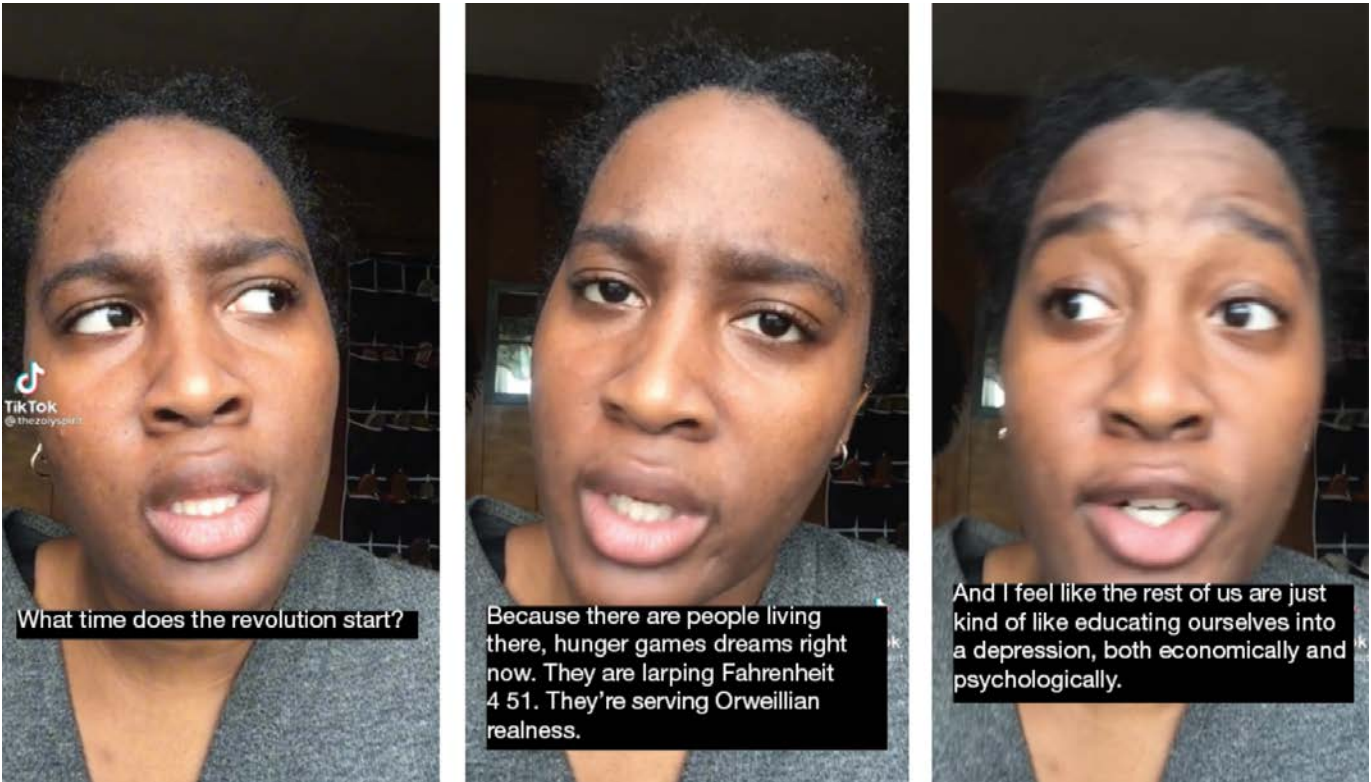 TikTok
@thezolyspirit
What time does the revolution start?
Because there are people living
there, hunger games dreams right
now. They are larping Fahrenheit
4 51. They're serving Orweillian
realness.
And I feel like the rest of us are just
kind of like educating ourselves into
a depression, both economically and
psychologically.